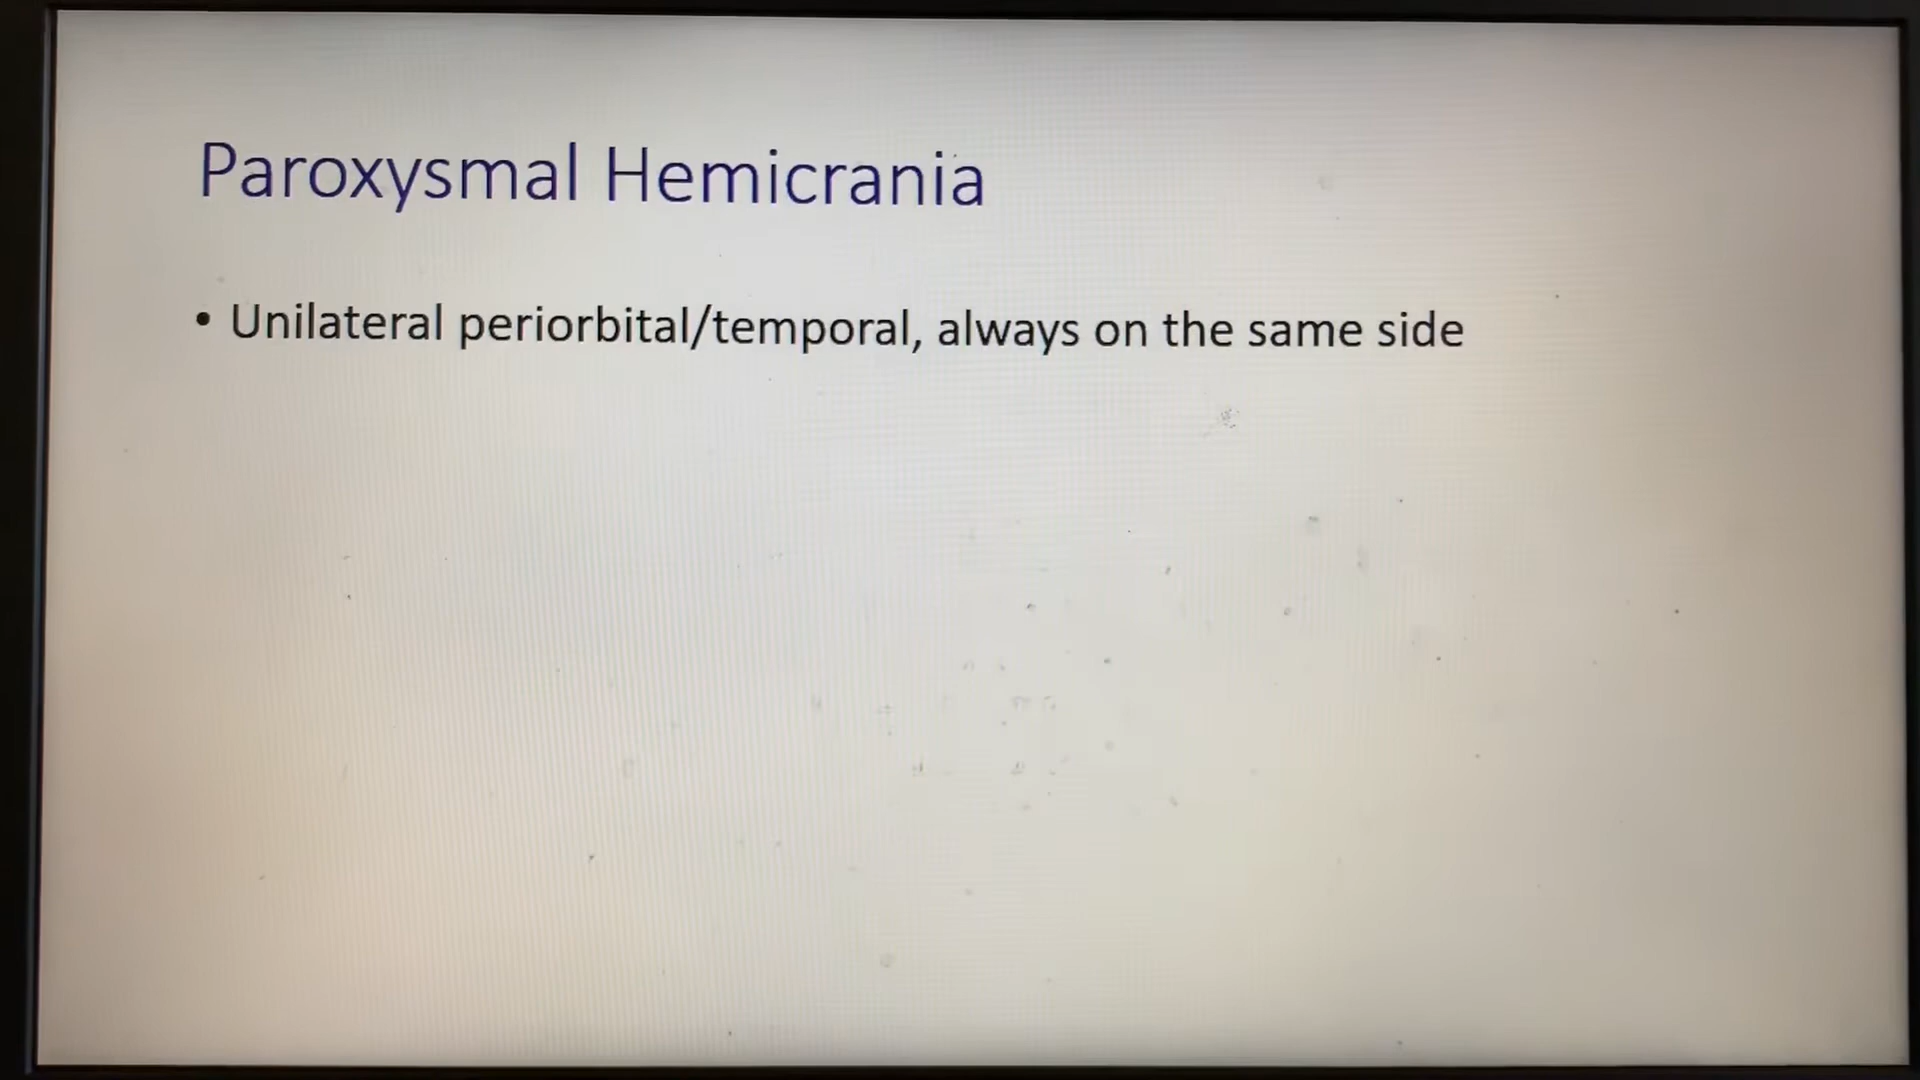 Paroxysmal Hemicrania
• Unilateral periorbital/temporal, always on the same side